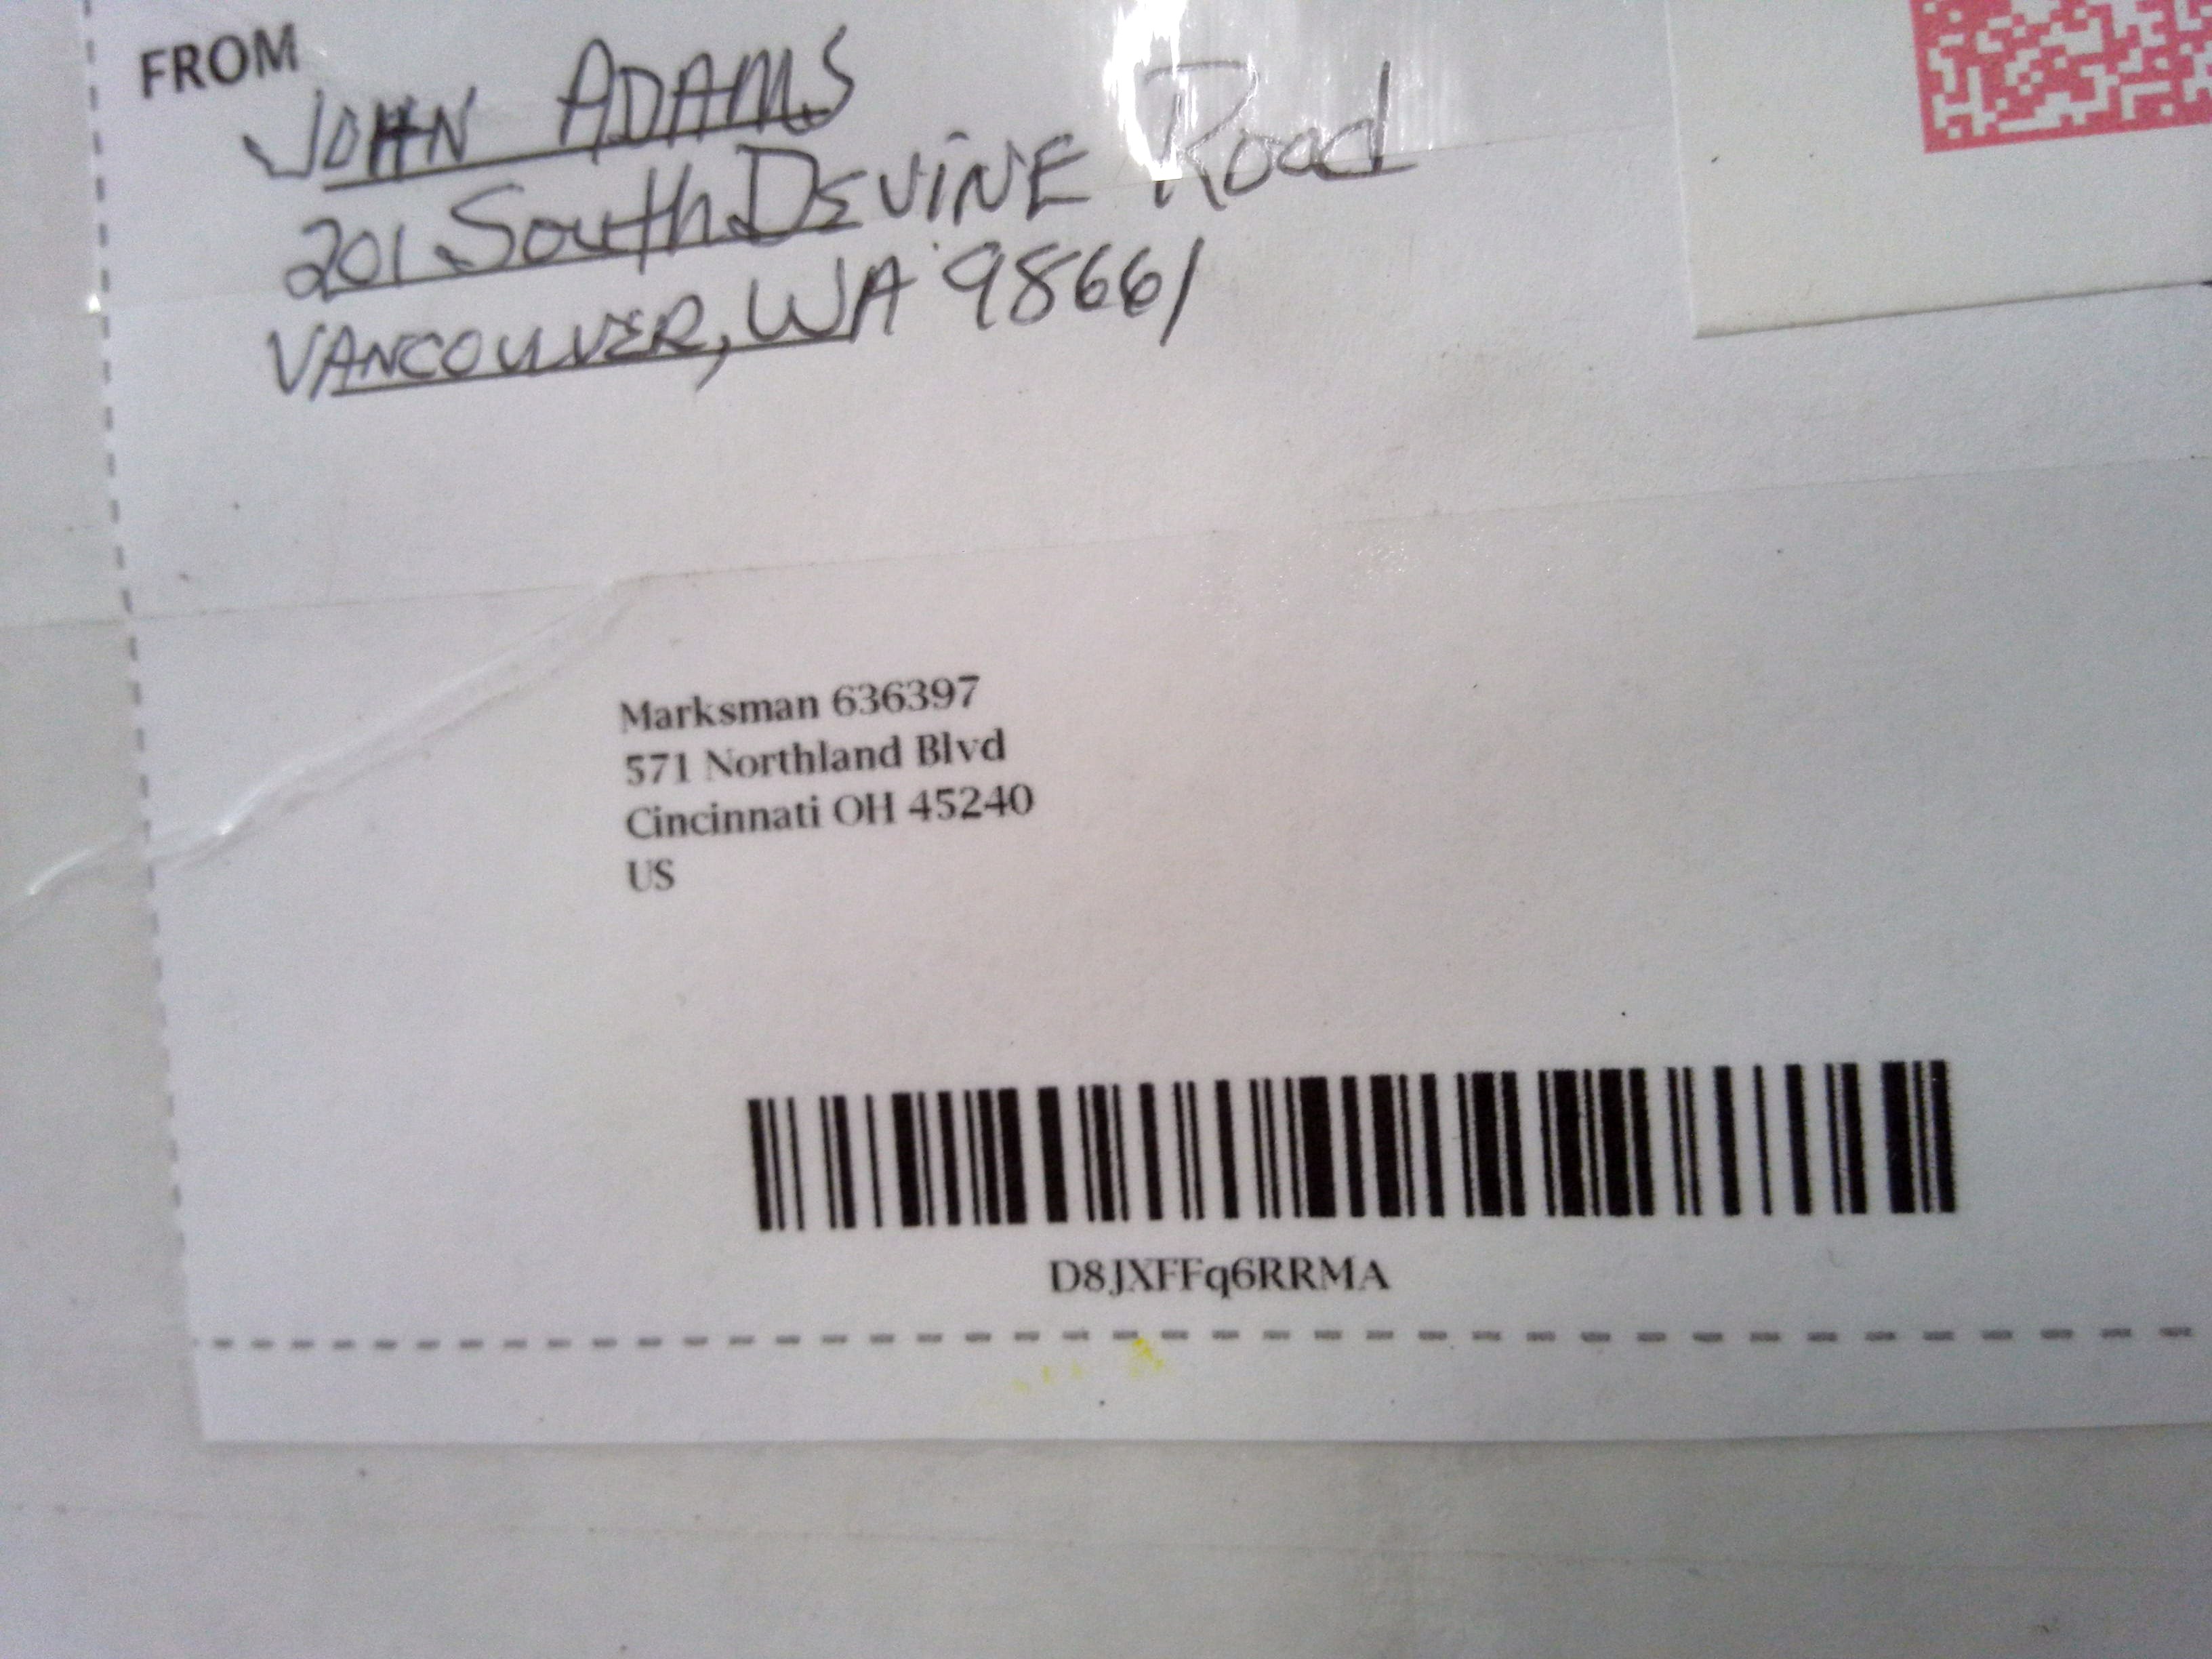 FROM
JOHN ADAMS
201 South DEVINE Road
VANCOUVER, WA 98661
Marksman 636397
571 Northland Blvd
Cincinnati OH 45240
US
D8JXFFq6RRMA